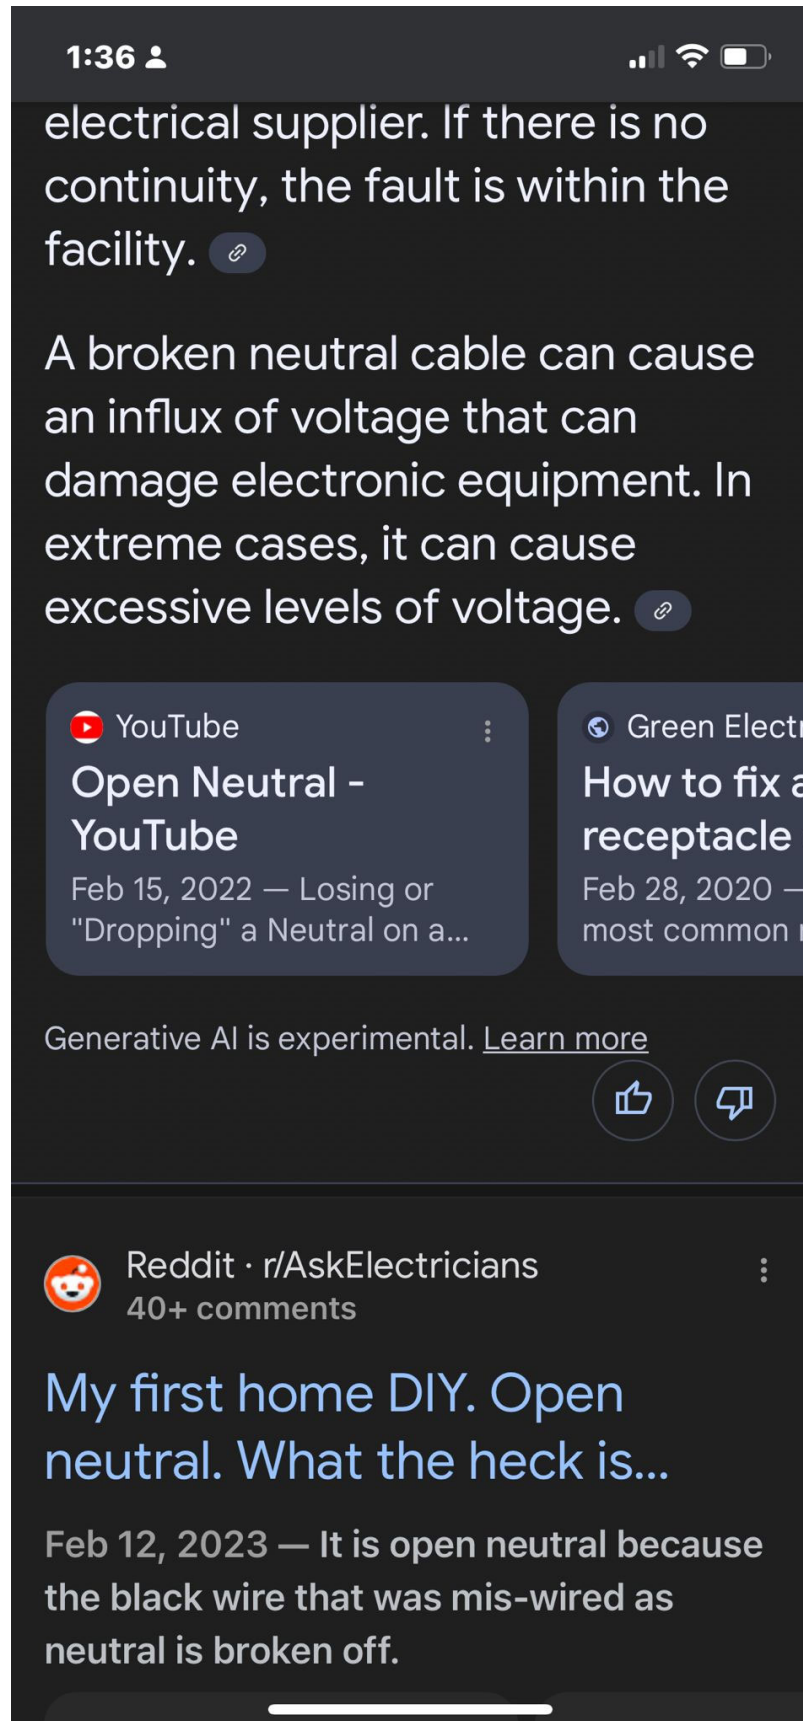 1:36
electrical supplier. If there is no
continuity, the fault is within the
facility.
A broken neutral cable can cause
an influx of voltage that can
damage electronic equipment. In
extreme cases, it can cause
excessive levels of voltage.
YouTube
Open Neutral -
YouTube
Feb 15, 2022 — Losing or
"Dropping" a Neutral on a...
Green Electr
How to fix a
receptacle
Feb 28, 2020 —
most common
Generative AI is experimental. Learn more
Reddit · r/AskElectricians
40+ comments
My first home DIY. Open
neutral. What the heck is...
Feb 12, 2023 — It is open neutral because
the black wire that was mis-wired as
neutral is broken off.